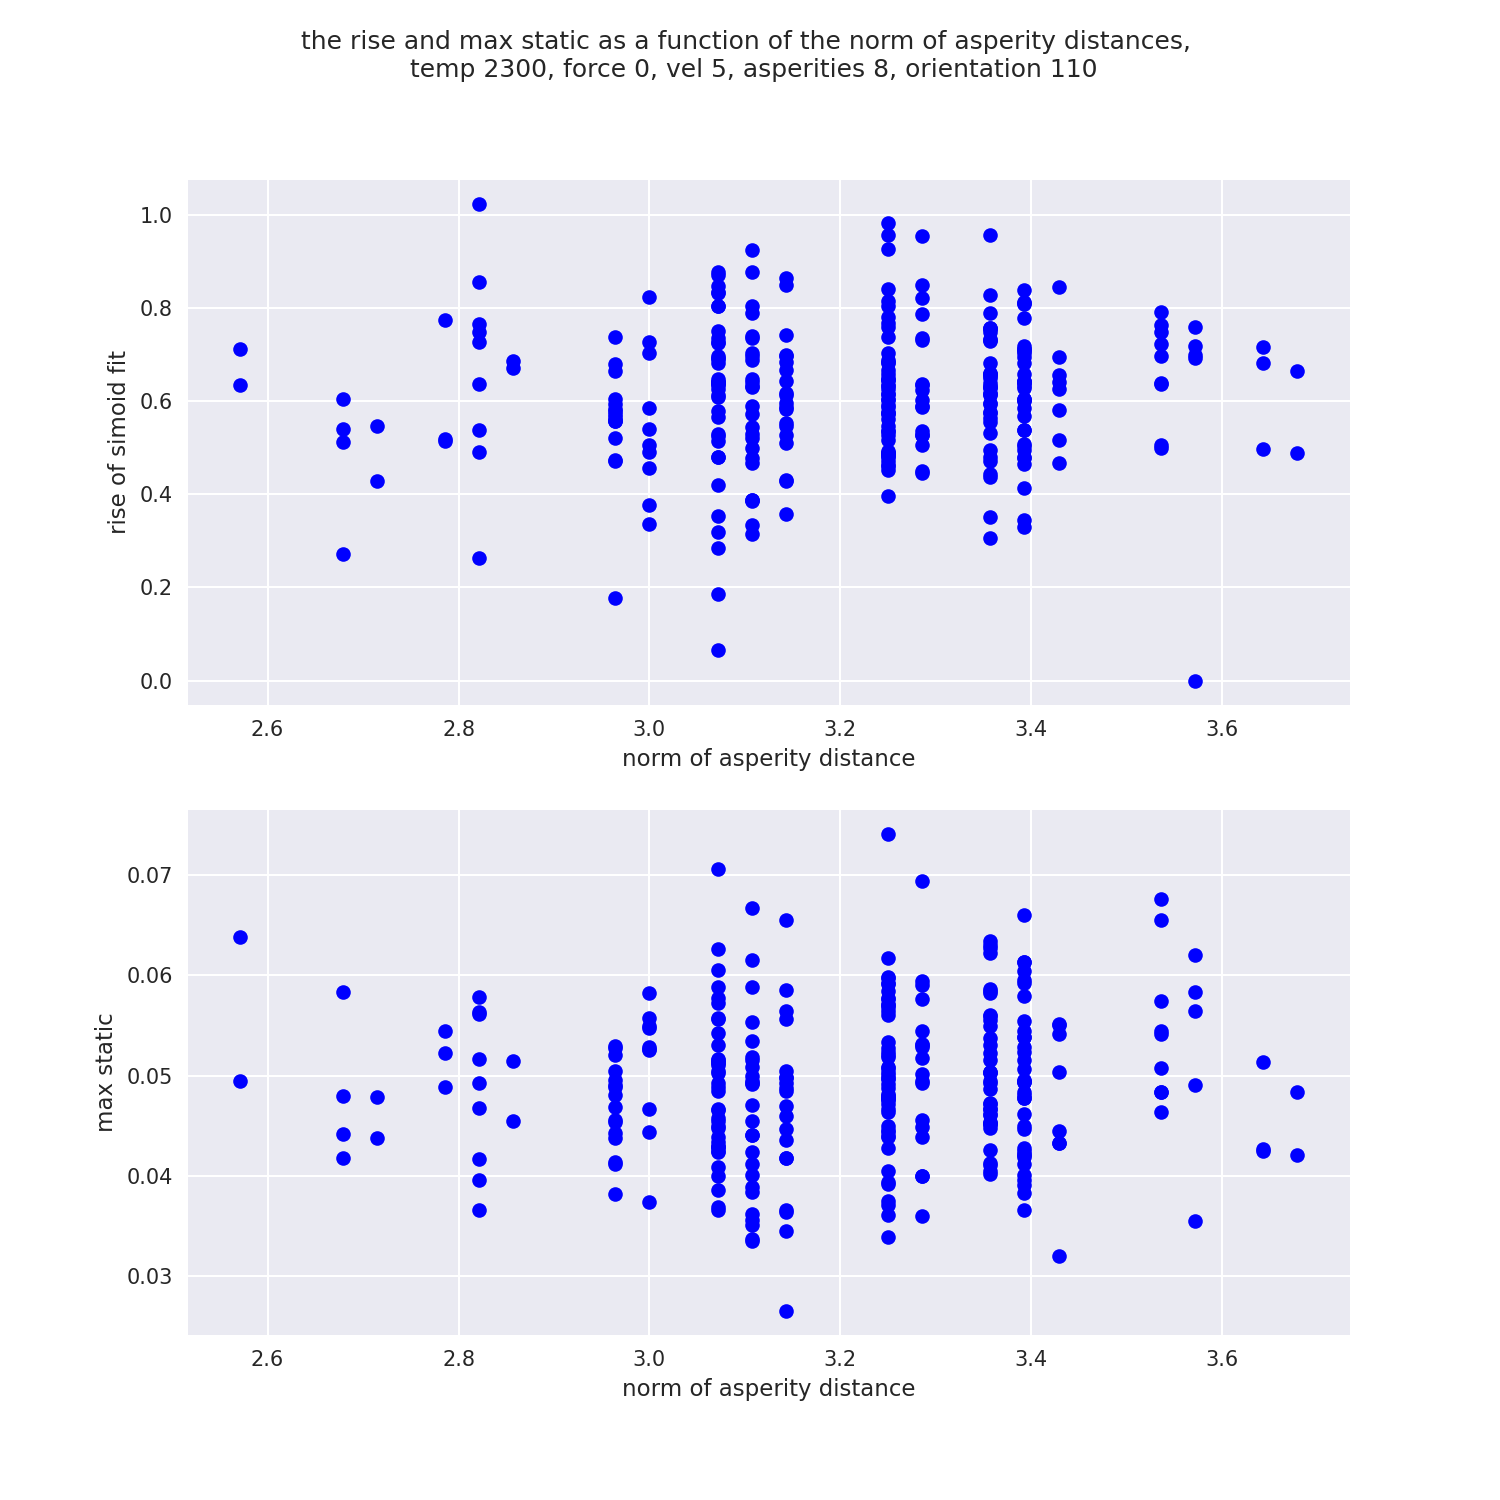 the rise and max static as a function of the norm of asperity distances,
temp 2300, force 0, vel 5, asperities 8, orientation 110
1.0
0.8
0.6
0.4
0.2
0.0
rise of simoid fit
2.6 2.8 3.0 3.2 3.4 3.6
norm of asperity distance
0.07
0.06
0.05
0.04
0.03
max static
2.6 2.8 3.0 3.2 3.4 3.6
norm of asperity distance